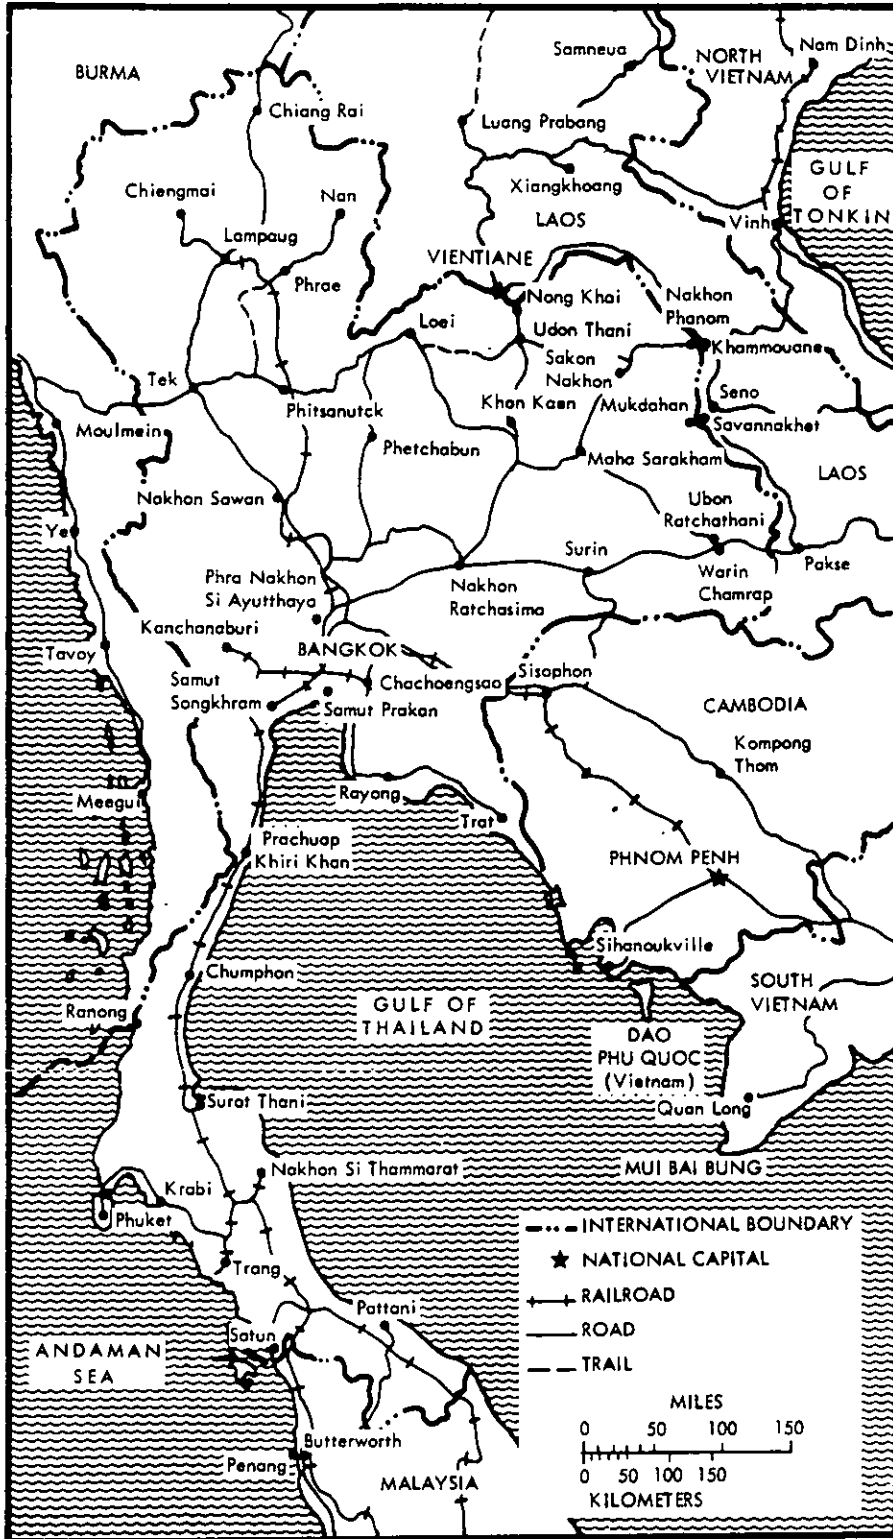 BURMA
Samneua
NORTH
VIETNAM
Nam Dinh
Chiang Rai
Luang Prabang
Xiangkhoang
GULF
OF
TONKIN
Chiengmai
Nan
LAOS
Vinh
Lampaug
VIENTIANE
Phrae
Nong Khai
Nakhon
Phanom
Loei
Udon Thani
Khammouane
Sakon
Nakhon
Tek
Phitsanutck
Khon Kaen
Mukdahan
Seno
Savannakhet
Moulmein
Phetchabun
Maha Sarakham
LAOS
Nakhon Sawan
Ubon
Ratchathani
Ye
Surin
Phra Nakhon
Si Ayutthaya
Nakhon
Ratchasima
Warin
Chamrap
Pakse
Kanchanaburi
Tavoy
BANGKOK
Sisophon
Samut
Songkhram
Chachoengsao
Samut Prakan
CAMBODIA
Kompong
Thom
Meegui
Rayong
Trat
Prachuap
Khiri Khan
PHNOM PENH
Sihanoukville
Chumphon
GULF OF
THAILAND
SOUTH
VIETNAM
Ranong
DAO
PHU QUOC
(Vietnam)
Surat Thani
Quan Long
MUI BAI BUNG
Nakhon Si Thammarat
Krabi
Phuket
INTERNATIONAL BOUNDARY
NATIONAL CAPITAL
Trang
RAILROAD
Pattani
ROAD
Satun
ANDAMAN
SEA
TRAIL
MILES
0 50 100 150
Butterworth
Penang
MALAYSIA
0 50 100 150
KILOMETERS